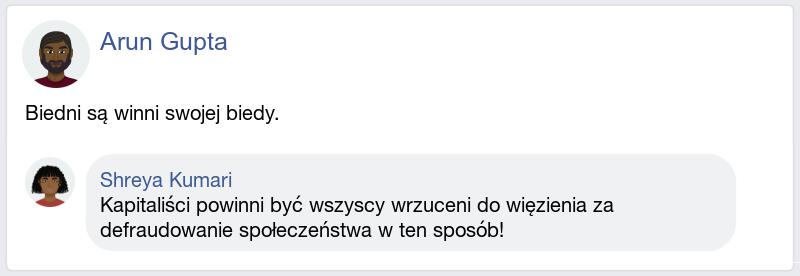 Arun Gupta
Biedni są winni swojej biedy.
Shreya Kumari
Kapitaliści powinni być wszyscy wrzuceni do więzienia za
defraudowanie społeczeństwa w ten sposób!